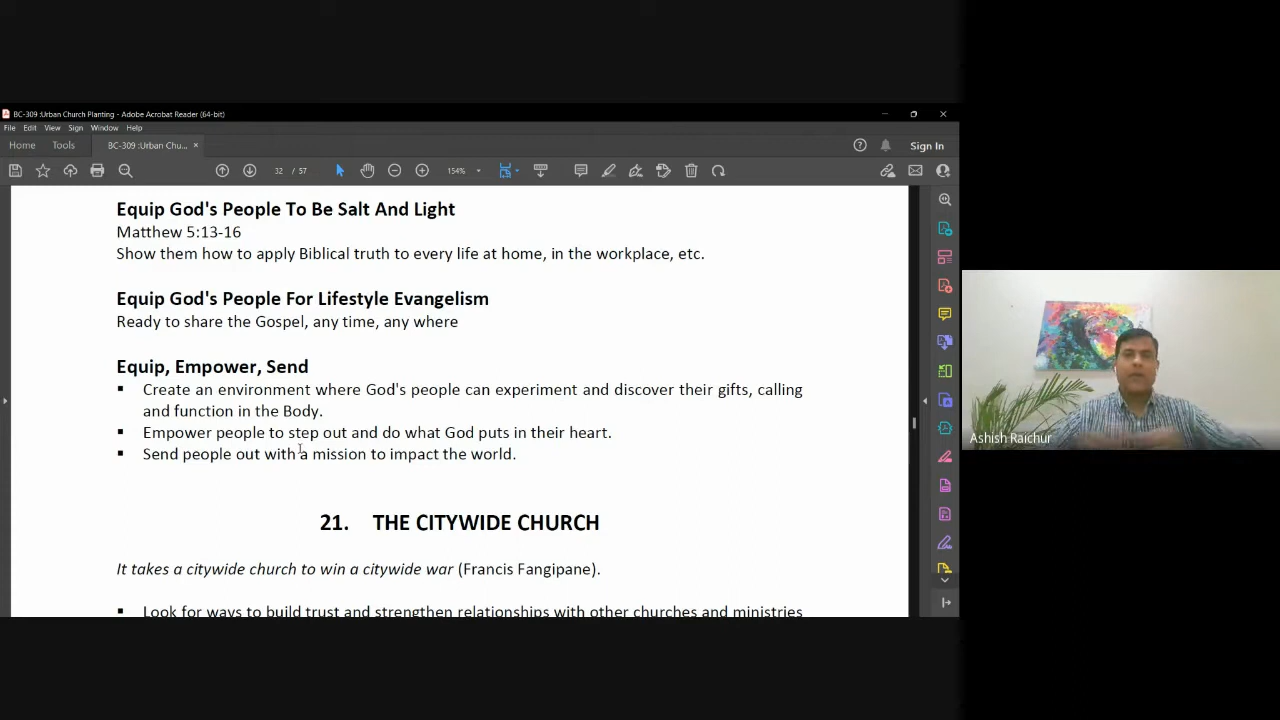 BC-309 :Urban Church Planting - Adobe Acrobat Reader (64-bit)
File Edit View Sign Window Help
Home Tools BC-309 :Urban Chu... × Sign In
32 / 57 154%
Equip God's People To Be Salt And Light
Matthew 5:13-16
Show them how to apply Biblical truth to every life at home, in the workplace, etc.
Equip God's People For Lifestyle Evangelism
Ready to share the Gospel, any time, any where
Equip, Empower, Send
▪ Create an environment where God's people can experiment and discover their gifts, calling
and function in the Body.
▪ Empower people to step out and do what God puts in their heart.
▪ Send people out with a mission to impact the world.
21. THE CITYWIDE CHURCH
It takes a citywide church to win a citywide war (Francis Fangipane).
▪ Look for ways to build trust and strengthen relationships with other churches and ministries
Ashish Raichur